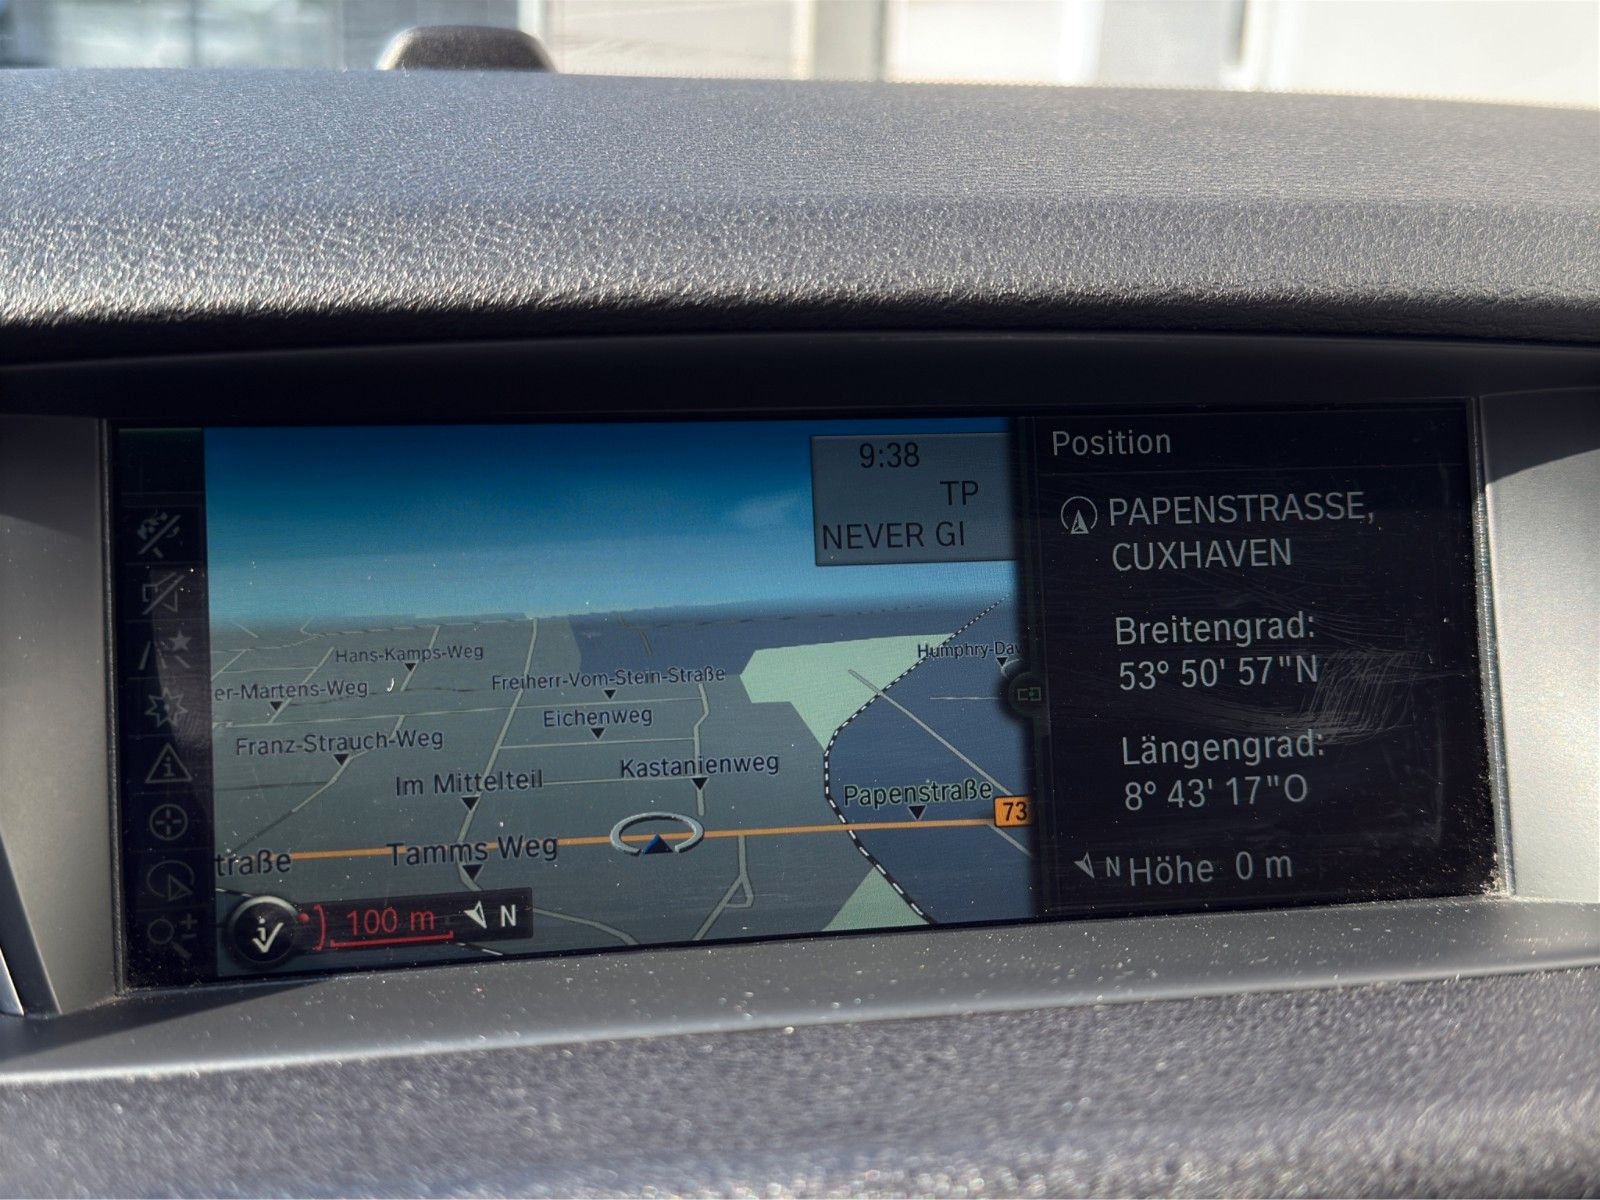 9:38
TP
NEVER GI
Position
PAPENSTRASSE,
CUXHAVEN
Breitengrad:
53° 50' 57"N
Längengrad:
8° 43' 17"O
N Höhe 0 m
Hans-Kamps-Weg
Humphry-Dav
er-Martens-Weg
Freiherr-Vom-Stein-Straße
Eichenweg
Franz-Strauch-Weg
Im Mittelteil
Kastanienweg
Papenstraße
73
traße
Tamms Weg
100 m
N